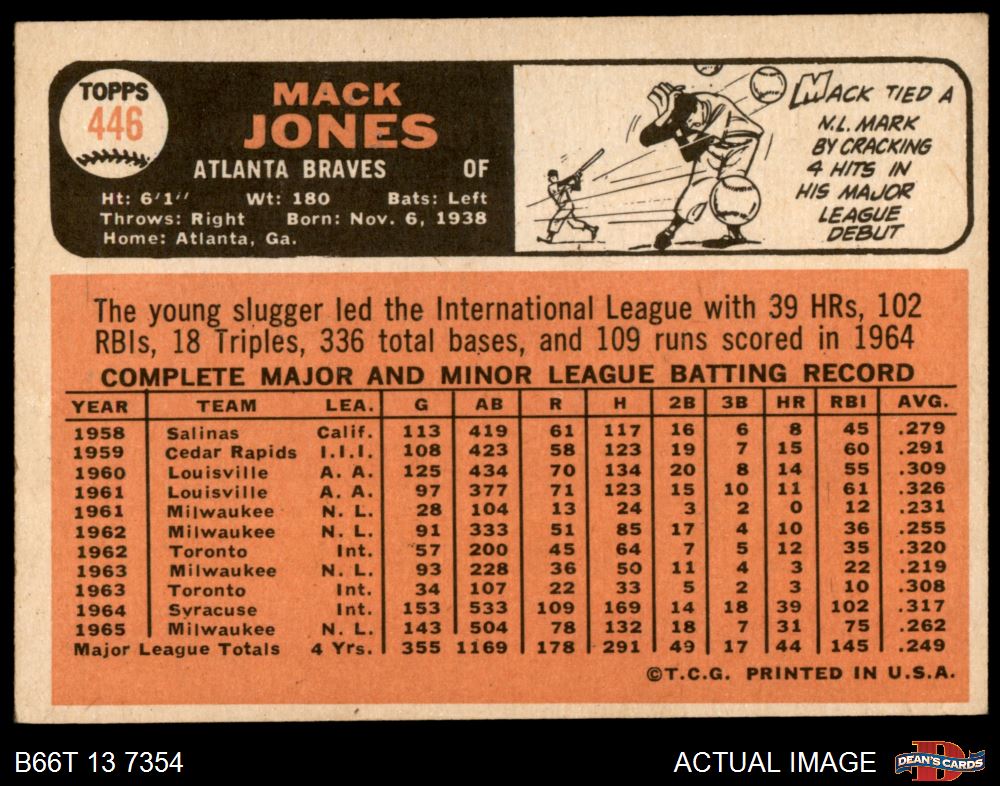 TOPPS
446
MACK
JONES
ATLANTA BRAVES OF
Ht: 6'1" Wt: 180 Bats: Left
Throws: Right Born: Nov. 6, 1938
Home: Atlanta, Ga.
MACK TIED A
N.L. MARK
BY CRACKING
4 HITS IN
HIS MAJOR
LEAGUE
DEBUT
The young slugger led the International League with 39 HRs, 102
RBIs, 18 Triples, 336 total bases, and 109 runs scored in 1964
COMPLETE MAJOR AND MINOR LEAGUE BATTING RECORD
YEAR TEAM LEA. G AB R H 2B 3B HR RBI AVG.
1958 Salinas Calif. 113 419 61 117 16 6 8 45 .279
1959 Cedar Rapids I.I.I. 108 423 58 123 19 7 15 60 .291
1960 Louisville A. A. 125 434 70 134 20 8 14 55 .309
1961 Louisville A. A. 97 377 71 123 15 10 11 61 .326
1961 Milwaukee N. L. 28 104 13 24 3 2 0 12 .231
1962 Milwaukee N. L. 91 333 51 85 17 4 10 36 .255
1962 Toronto Int. 57 200 45 64 7 5 12 35 .320
1963 Milwaukee N. L. 93 228 36 50 11 4 3 22 .219
1963 Toronto Int. 34 107 22 33 5 2 3 10 .308
1964 Syracuse Int. 153 533 109 169 14 18 39 102 .317
1965 Milwaukee N. L. 143 504 78 132 18 7 31 75 .262
Major League Totals 4 Yrs. 355 1169 178 291 49 17 44 145 .249
©T.C.G. PRINTED IN U.S.A.
B66T 13 7354 ACTUAL IMAGE
D
DEAN'S CARDS